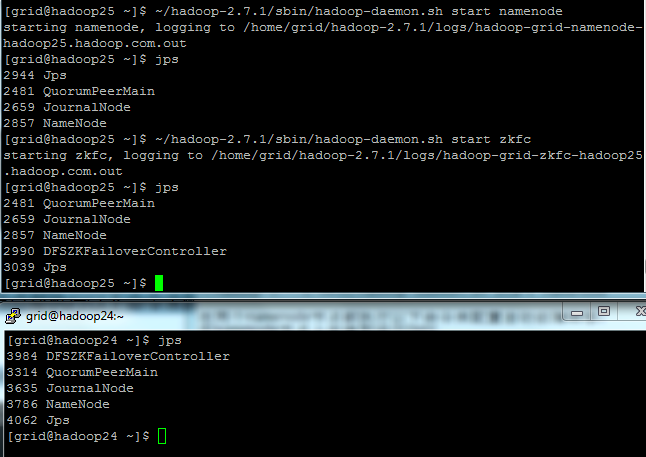 [grid@hadoop25 ~]$ ~/hadoop-2.7.1/sbin/hadoop-daemon.sh start namenode
starting namenode, logging to /home/grid/hadoop-2.7.1/logs/hadoop-grid-namenode-
hadoop25.hadoop.com.out
[grid@hadoop25 ~]$ jps
2944 Jps
2481 QuorumPeerMain
2659 JournalNode
2857 NameNode
[grid@hadoop25 ~]$ ~/hadoop-2.7.1/sbin/hadoop-daemon.sh start zkfc
starting zkfc, logging to /home/grid/hadoop-2.7.1/logs/hadoop-grid-zkfc-hadoop25
.hadoop.com.out
[grid@hadoop25 ~]$ jps
2481 QuorumPeerMain
2659 JournalNode
2857 NameNode
2990 DFSZKFailoverController
3039 Jps
[grid@hadoop25 ~]$
grid@hadoop24:~
[grid@hadoop24 ~]$ jps
3984 DFSZKFailoverController
3314 QuorumPeerMain
3635 JournalNode
3786 NameNode
4062 Jps
[grid@hadoop24 ~]$